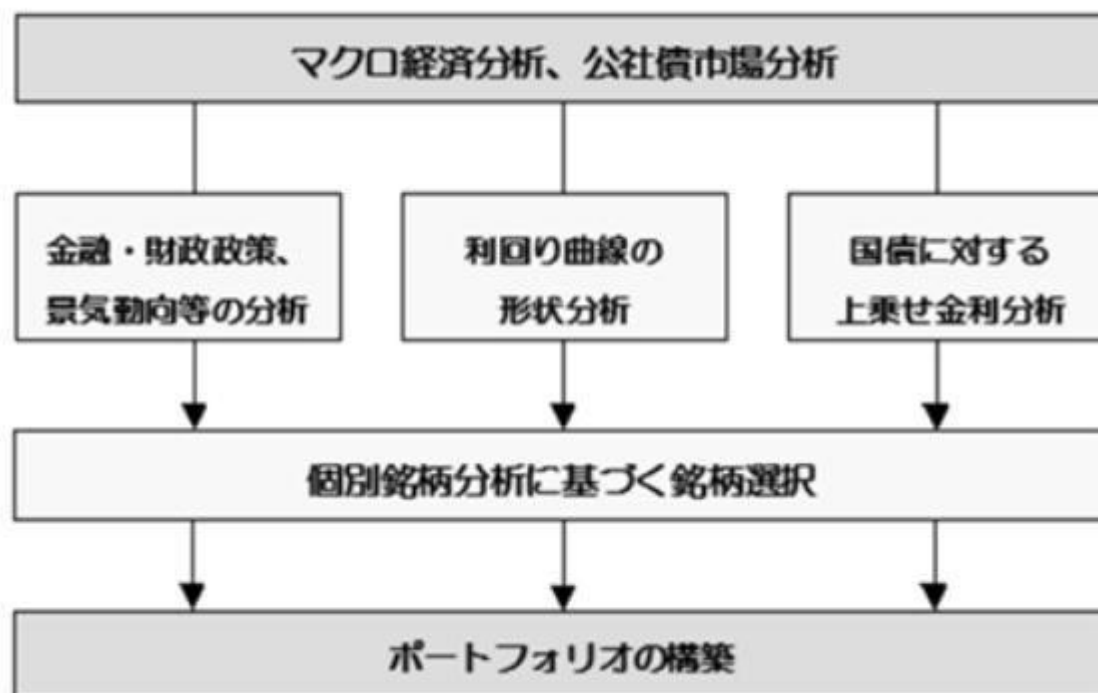 マクロ経済分析、公社債市場分析
金融・財政政策、
景気動向等の分析
利回り曲線の
形状分析
国債に対する
上乗せ金利分析
個別銘柄分析に基づく銘柄選択
ポートフォリオの構築